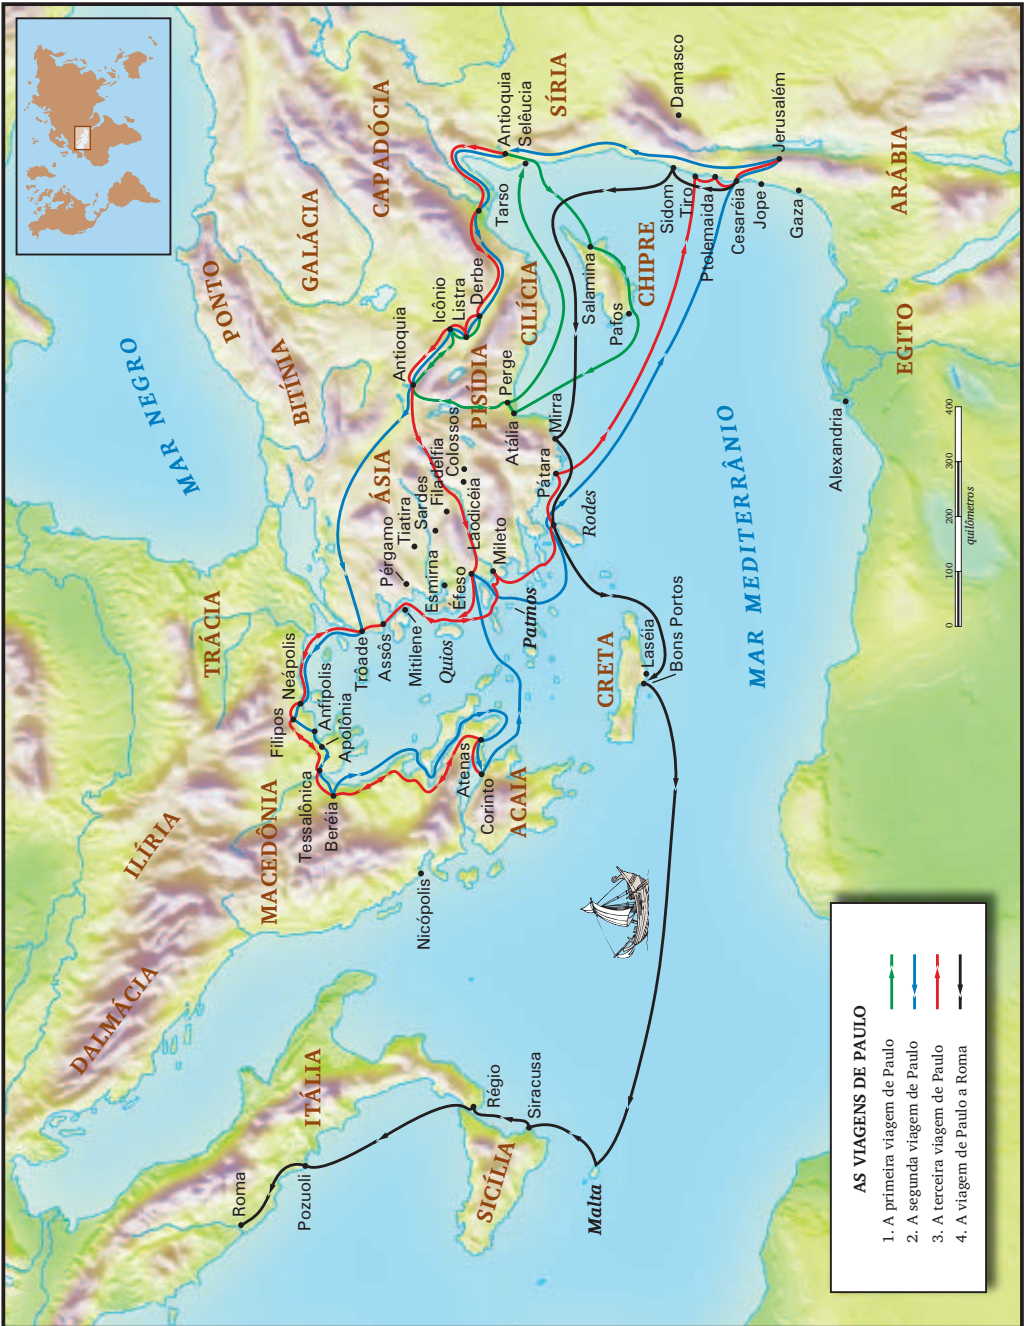 MAR NEGRO
PONTO
GALÁCIA
CAPADÓCIA
BITÍNIA
SÍRIA
ARÁBIA
EGITO
CILÍCIA
CHIPRE
PISÍDIA
ÁSIA
TRÁCIA
MACEDÔNIA
ILÍRIA
DALMÁCIA
ITÁLIA
SICÍLIA
ACAIA
CRETA
MAR MEDITERRÂNIO
Roma
Pozuoli
Régio
Siracusa
Malta
Nicópolis
Tessalônica
Beréia
Filipos
Neápolis
Anfípolis
Apolônia
Atenas
Corinto
Trôade
Assôs
Mitilene
Quios
Pérgamo
Tiatira
Sardes
Filadélfia
Colossos
Laodicéia
Esmirna
Éfeso
Mileto
Patmos
Rodes
Laséia
Bons Portos
Pátara
Mirra
Atália
Perge
Antioquia
Icônio
Listra
Derbe
Tarso
Antioquia
Selêucia
Salamina
Pafos
Damasco
Sidom
Tiro
Ptolemaida
Cesaréia
Jope
Jerusalém
Gaza
Alexandria
0 100 200 300 400
quilômetros
AS VIAGENS DE PAULO
1. A primeira viagem de Paulo
2. A segunda viagem de Paulo
3. A terceira viagem de Paulo
4. A viagem de Paulo a Roma